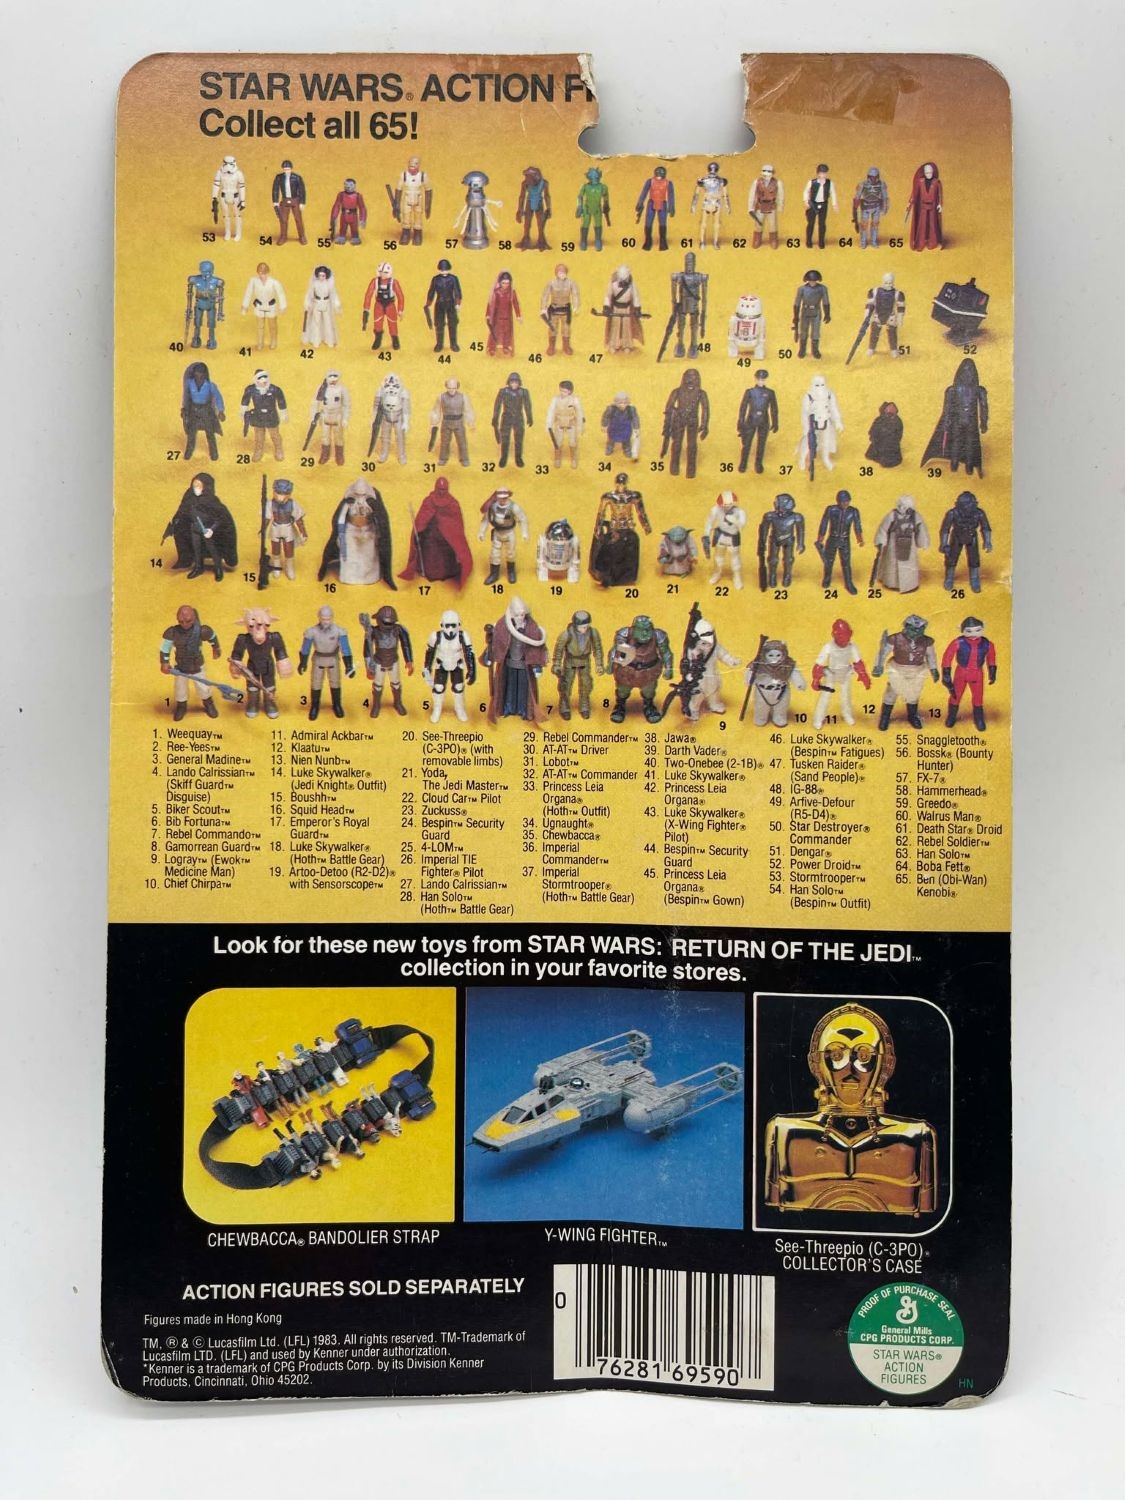 STAR WARS® ACTION FI
Collect all 65!
53 54 55 56 57 58 59 60 61 62 63 64 65
40 41 42 43 44 45 46 47 48 49 50 51 52
27 28 29 30 31 32 33 34 35 36 37 38 39
14 15 16 17 18 19 20 21 22 23 24 25 26
1 2 3 4 5 6 7 8 9 10 11 12 13
1. Weequay™
2. Ree-Yees™
3. General Madine™
4. Lando Calrissian™
(Skiff Guard™
Disguise)
5. Biker Scout™
6. Bib Fortuna™
7. Rebel Commando™
8. Gamorrean Guard™
9. Logray™ (Ewok™
Medicine Man)
10. Chief Chirpa™
11. Admiral Ackbar™
12. Klaatu™
13. Nien Nunb™
14. Luke Skywalker®
(Jedi Knight® Outfit)
15. Boushh™
16. Squid Head™
17. Emperor's Royal
Guard™
18. Luke Skywalker®
(Hoth™ Battle Gear)
19. Artoo-Detoo (R2-D2)®
with Sensorscope™
20. See-Threepio
(C-3PO)® (with
removable limbs)
21. Yoda,
The Jedi Master™
22. Cloud Car™ Pilot
23. Zuckuss®
24. Bespin™ Security
Guard
25. 4-LOM™
26. Imperial TIE
Fighter® Pilot
27. Lando Calrissian™
28. Han Solo™
(Hoth™ Battle Gear)
29. Rebel Commander™
30. AT-AT™ Driver
31. Lobot™
32. AT-AT™ Commander
33. Princess Leia
Organa®
(Hoth™ Outfit)
34. Ugnaught®
35. Chewbacca®
36. Imperial
Commander™
37. Imperial
Stormtrooper®
(Hoth™ Battle Gear)
38. Jawa®
39. Darth Vader®
40. Two-Onebee (2-1B)®
41. Luke Skywalker®
42. Princess Leia
Organa®
43. Luke Skywalker®
(X-Wing Fighter®
Pilot)
44. Bespin™ Security
Guard
45. Princess Leia
Organa®
(Bespin™ Gown)
46. Luke Skywalker®
(Bespin™ Fatigues)
47. Tusken Raider®
(Sand People)®
48. IG-88®
49. Arfive-Defour
(R5-D4)®
50. Star Destroyer®
Commander
51. Dengar®
52. Power Droid™
53. Stormtrooper™
54. Han Solo™
(Bespin™ Outfit)
55. Snaggletooth®
56. Bossk® (Bounty
Hunter)
57. FX-7®
58. Hammerhead®
59. Greedo®
60. Walrus Man®
61. Death Star® Droid
62. Rebel Soldier™
63. Han Solo™
64. Boba Fett®
65. Ben (Obi-Wan)
Kenobi®
Look for these new toys from STAR WARS: RETURN OF THE JEDI™
collection in your favorite stores.
CHEWBACCA® BANDOLIER STRAP
Y-WING FIGHTER™
See-Threepio (C-3PO)®
COLLECTOR'S CASE
ACTION FIGURES SOLD SEPARATELY
Figures made in Hong Kong
TM, ® & © Lucasfilm Ltd. (LFL) 1983. All rights reserved. TM-Trademark of
Lucasfilm LTD. (LFL) and used by Kenner under authorization.
*Kenner is a trademark of CPG Products Corp. by its Division Kenner
Products, Cincinnati, Ohio 45202.
0 76281 69590
PROOF OF PURCHASE SEAL
General Mills
CPG PRODUCTS CORP.
STAR WARS®
ACTION
FIGURES
HN